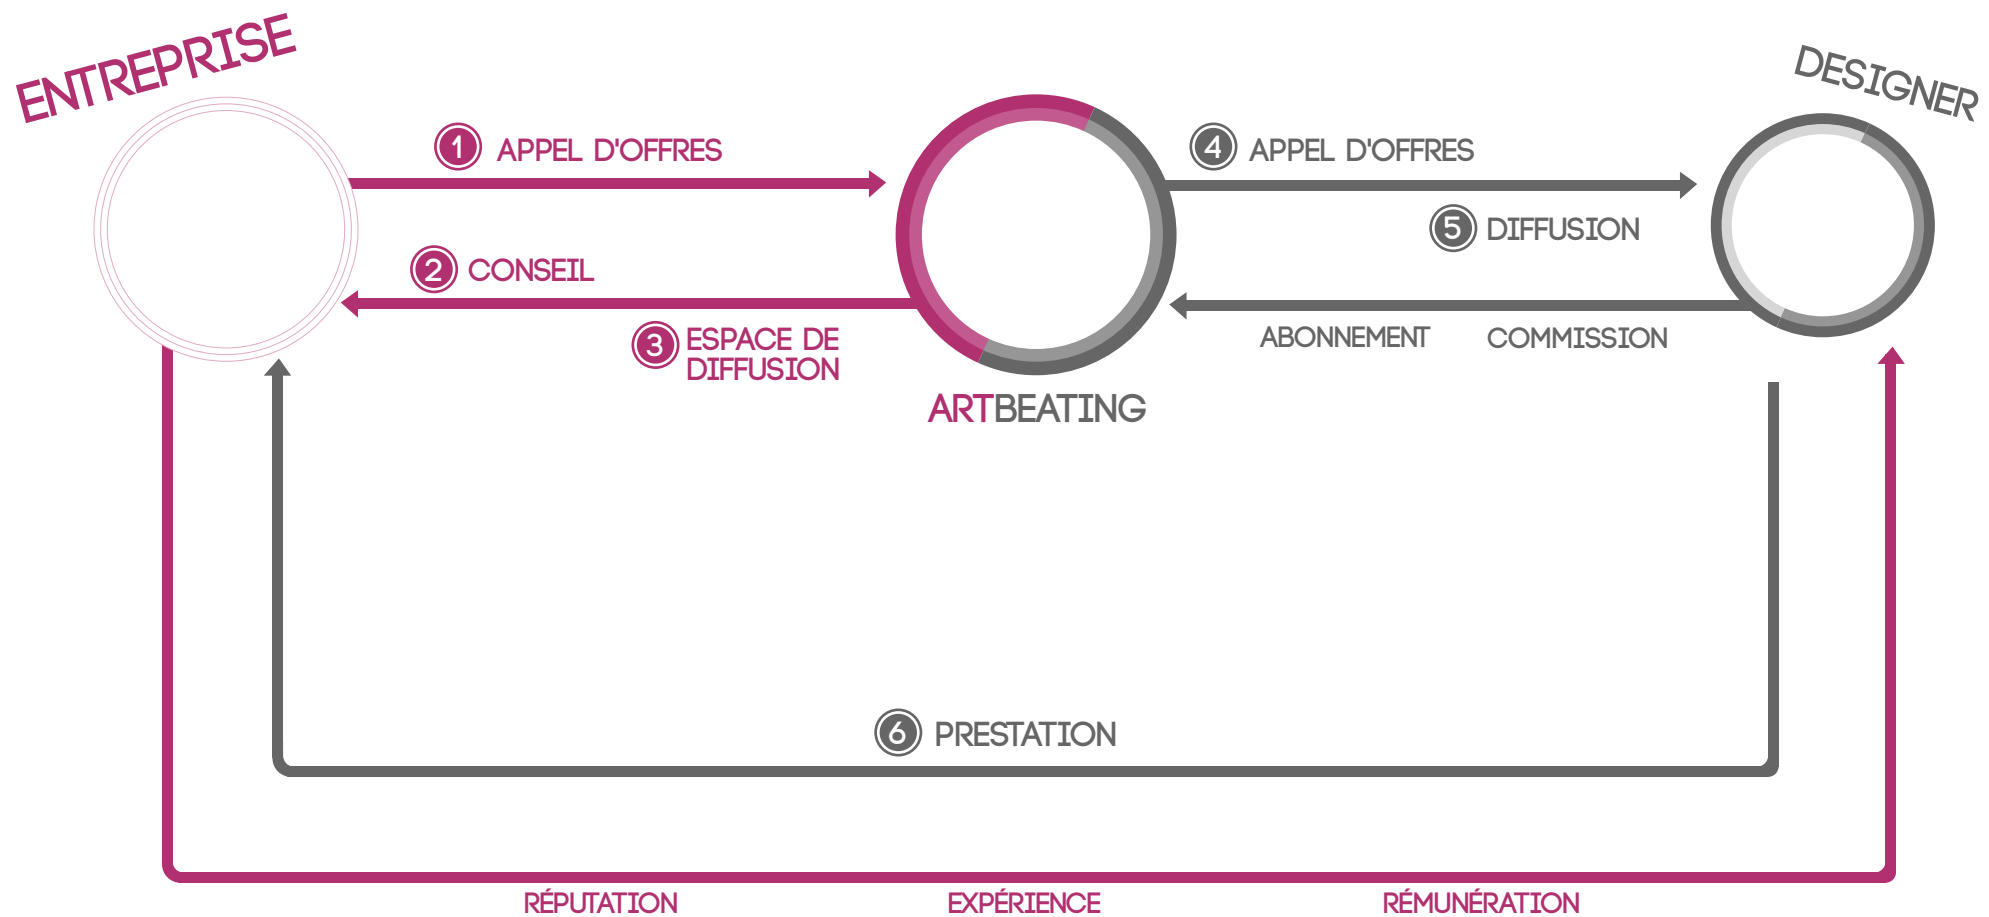 ENTREPRISE
DESIGNER
1 APPEL D'OFFRES
4 APPEL D'OFFRES
5 DIFFUSION
2 CONSEIL
3 ESPACE DE
DIFFUSION
ABONNEMENT COMMISSION
ARTBEATING
6 PRESTATION
RÉPUTATION EXPÉRIENCE RÉMUNÉRATION